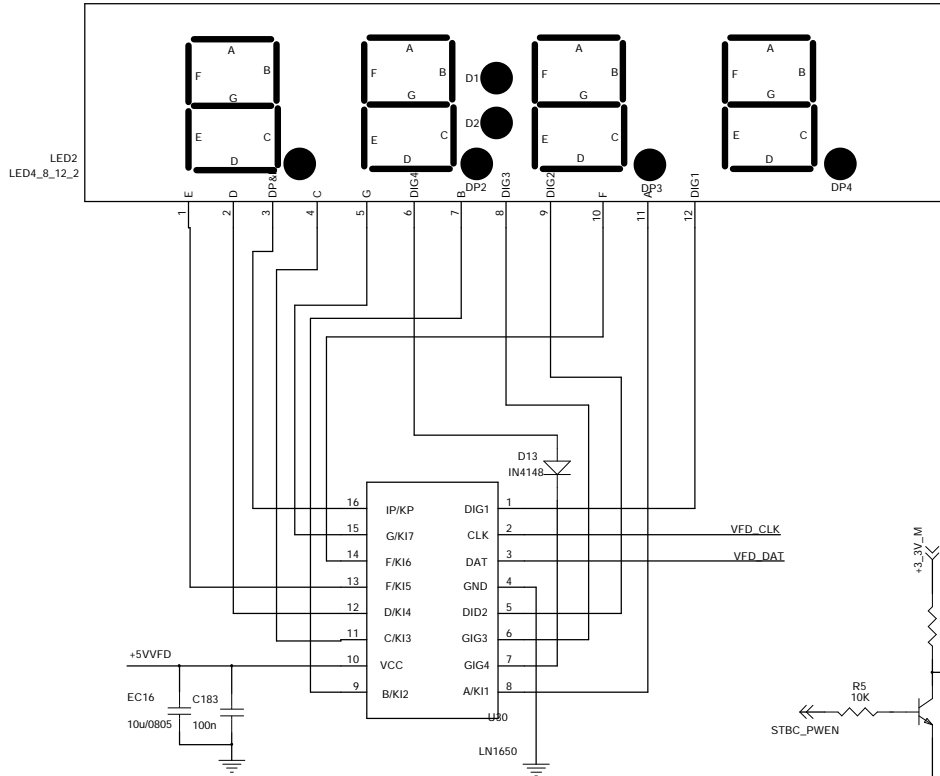 A
F
B
G
E
C
D
A
F
B
G
E
C
D
D1
D2
DP2
A
F
B
G
E
C
D
DP3
A
F
B
G
E
C
D
DP4
LED2
LED4_8_12_2
E
D
C
G
DIG4
B
DIG3
DIG2
F
A
DIG1
1
2
3
4
5
6
7
8
9
10
11
12
D13
IN4148
16
IP/KP
DIG1
1
15
G/KI7
CLK
2
VFD_CLK
14
F/KI6
DAT
3
VFD_DAT
13
F/KI5
GND
4
12
D/KI4
DID2
5
11
C/KI3
GIG3
6
10
VCC
GIG4
7
9
B/KI2
A/KI1
8
U30
LN1650
+5VVFD
EC16
10u/0805
C183
100n
+3_3V_M
R5
10K
STBC_PWEN